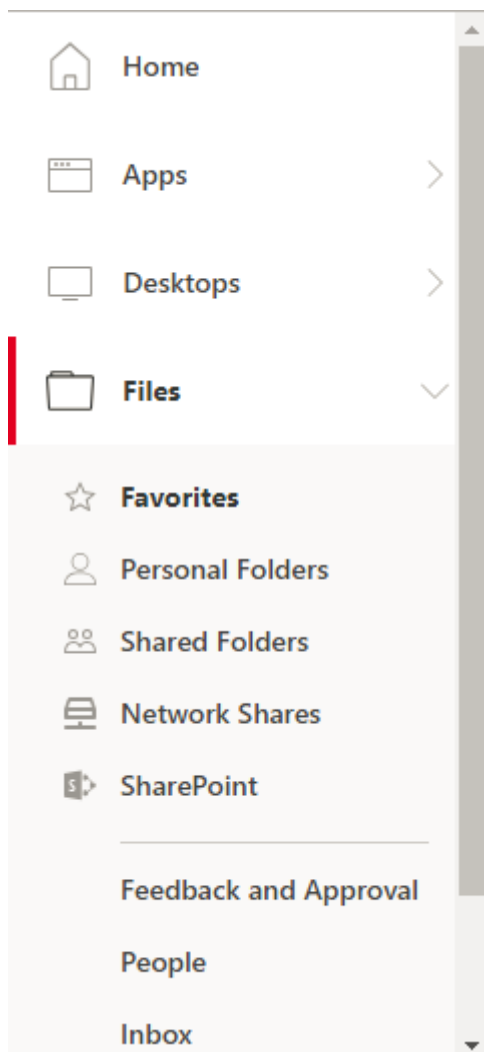 Home
Apps
Desktops
Files
Favorites
Personal Folders
Shared Folders
Network Shares
S SharePoint
Feedback and Approval
People
Inbox